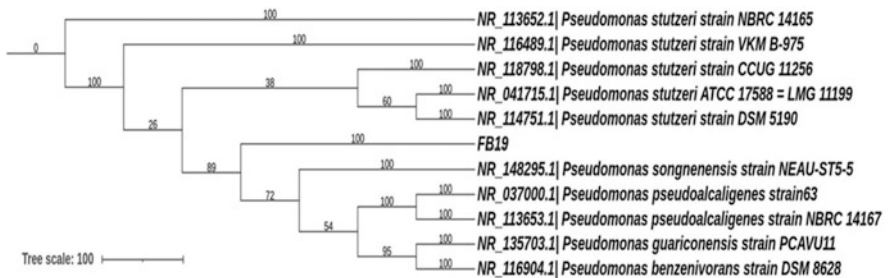 100
NR_113652.1| Pseudomonas stutzeri strain NBRC 14165
0
100
NR_116489.1| Pseudomonas stutzeri strain VKM B-975
100
100
NR_118798.1| Pseudomonas stutzeri strain CCUG 11256
38
100
NR_041715.1| Pseudomonas stutzeri ATCC 17588 = LMG 11199
60
100
NR_114751.1| Pseudomonas stutzeri strain DSM 5190
26
100
FB19
89
100
NR_148295.1| Pseudomonas songnenensis strain NEAU-ST5-5
72
100
NR_037000.1| Pseudomonas pseudoalcaligenes strain63
100
100
NR_113653.1| Pseudomonas pseudoalcaligenes strain NBRC 14167
54
100
NR_135703.1| Pseudomonas guariconensis strain PCAVU11
95
100
NR_116904.1| Pseudomonas benzenivorans strain DSM 8628
Tree scale: 100